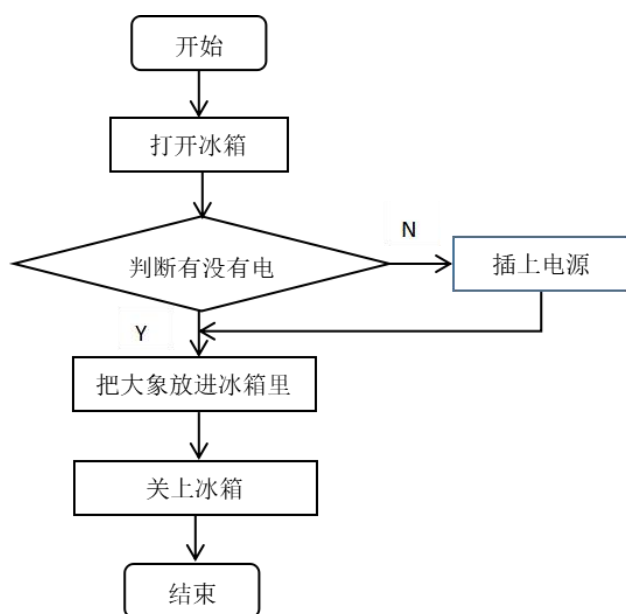 开始
打开冰箱
判断有没有电
N
插上电源
Y
把大象放进冰箱里
关上冰箱
结束